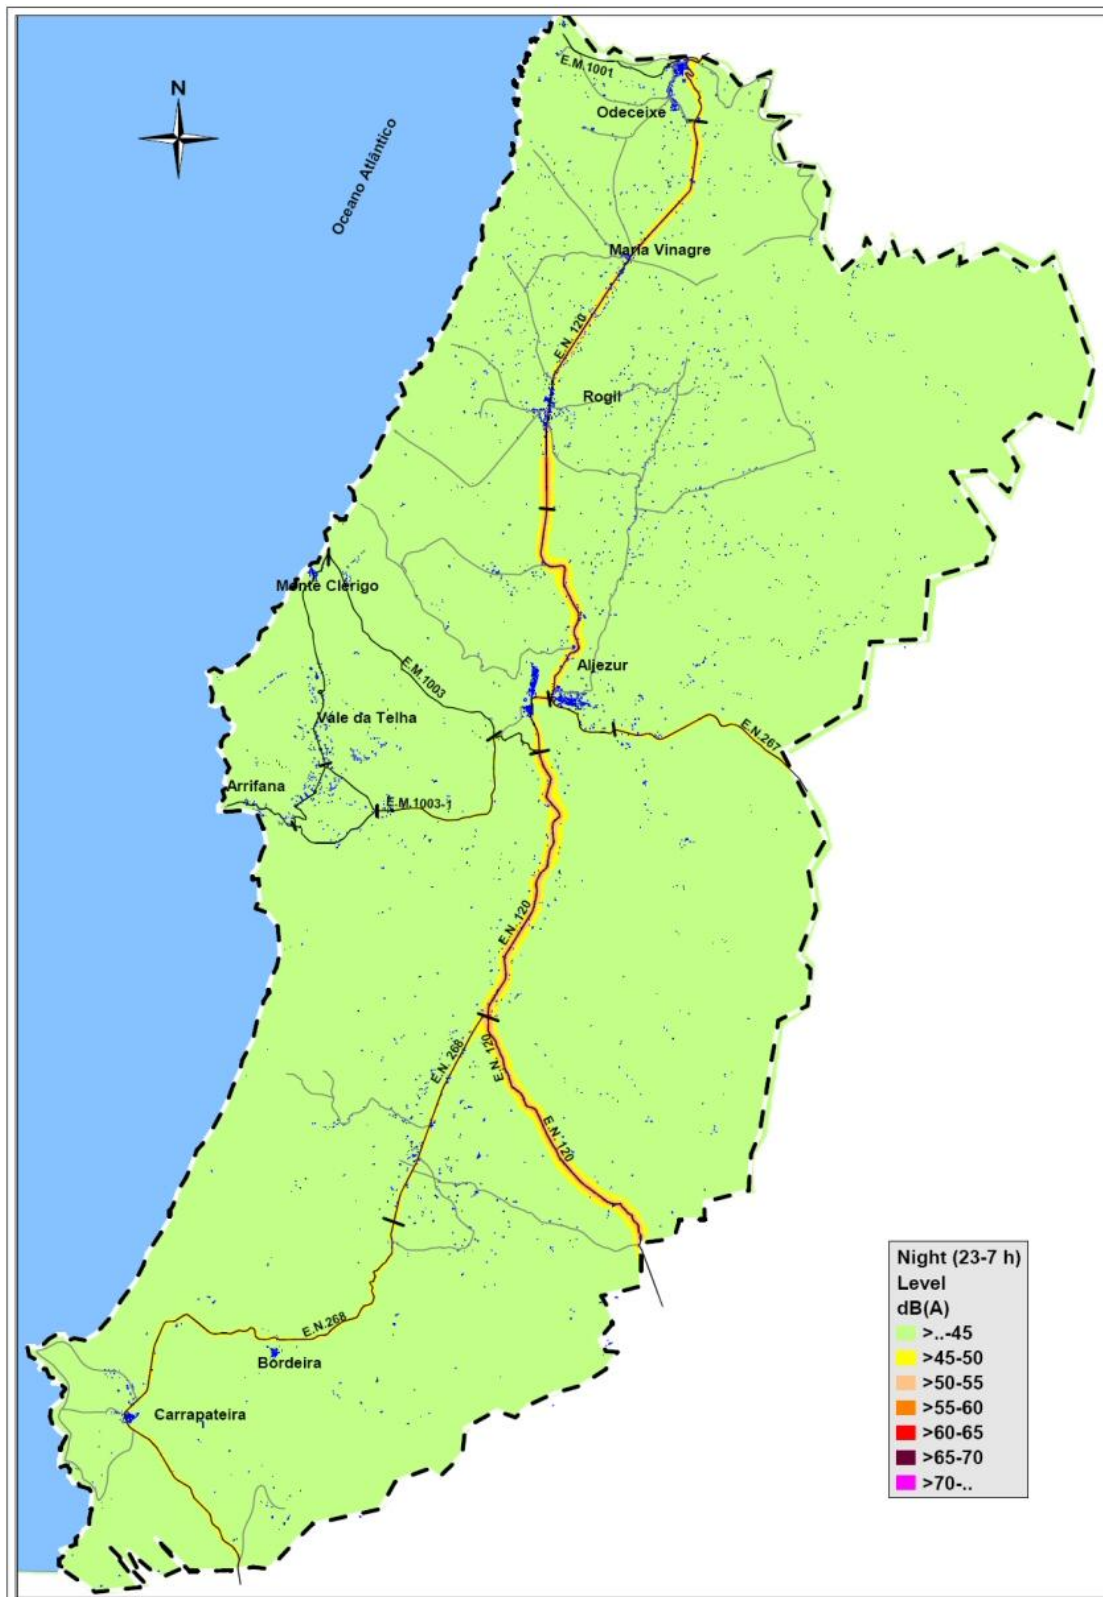 N
E.M.1001
Odeceixe
Oceano Atlântico
Maria Vinagre
E.N. 120
Rogil
Monte Clérigo
E.M.1003
Aljezur
Vale da Telha
E.N.267
Arrifana
E.M.1003-1
E.N. 120
E.N. 268
E.N. 120
E.N. 120
E.N.268
Bordeira
Carrapateira
Night (23-7 h)
Level
dB(A)
>..-45
>45-50
>50-55
>55-60
>60-65
>65-70
>70-..